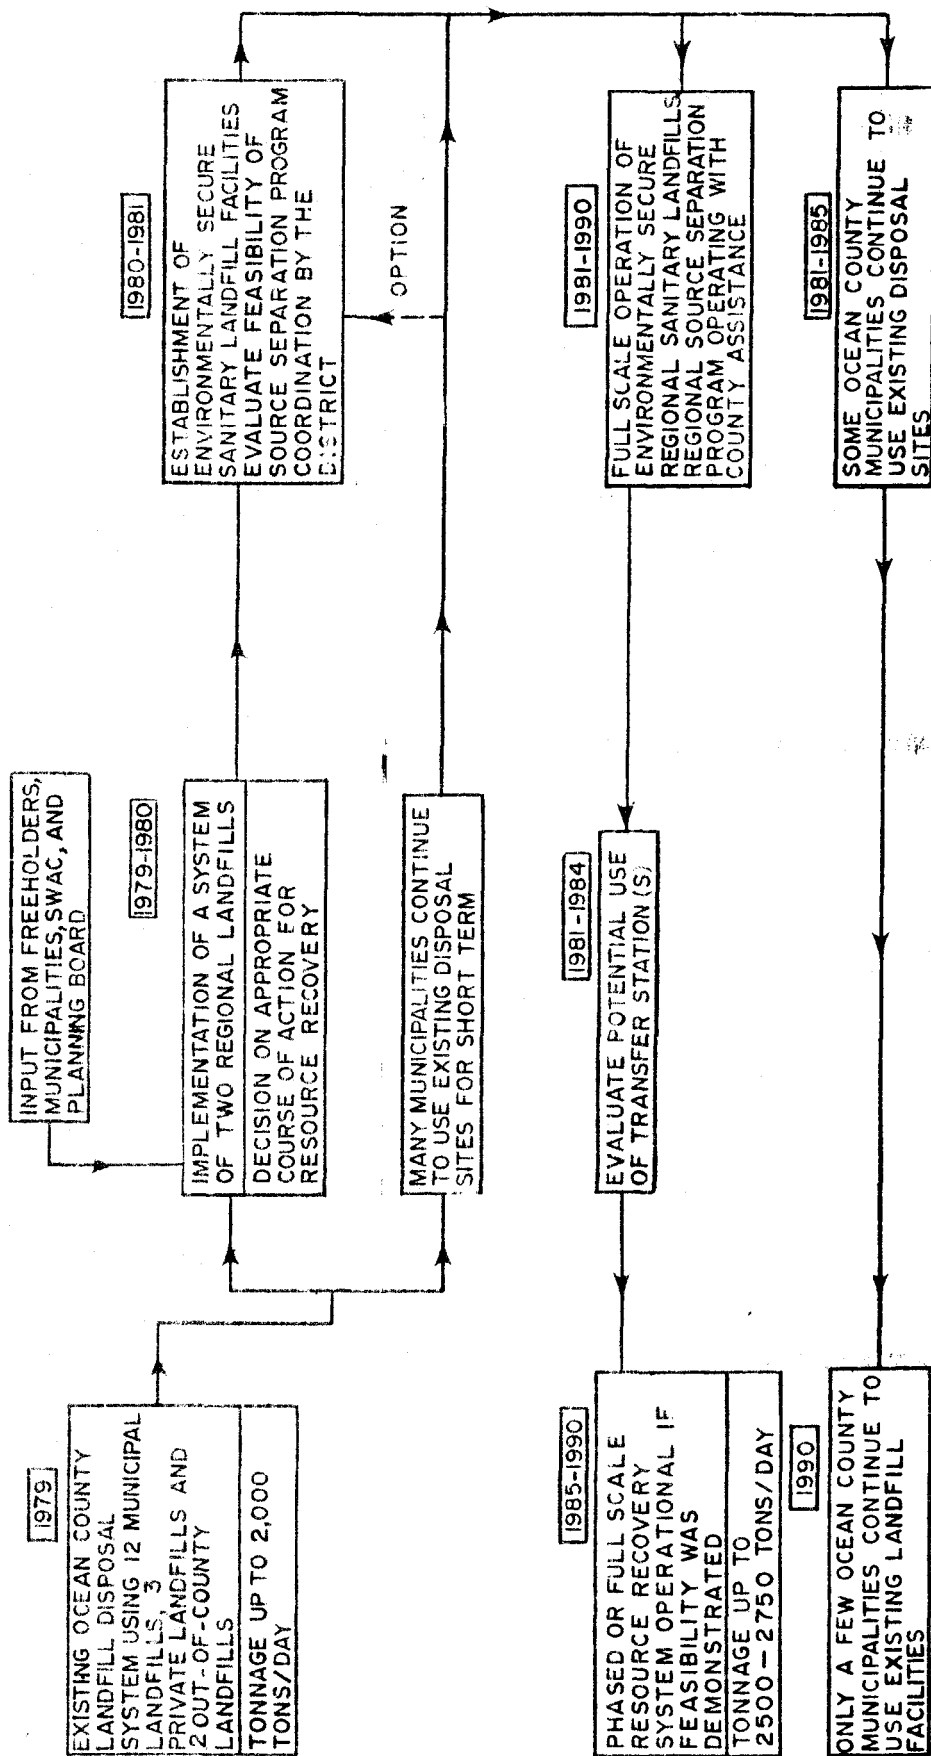 1979
EXISTING OCEAN COUNTY
LANDFILL DISPOSAL
SYSTEM USING 12 MUNICIPAL
LANDFILLS, 3
PRIVATE LANDFILLS AND
2 OUT-OF-COUNTY
LANDFILLS
TONNAGE UP TO 2,000
TONS/DAY
INPUT FROM FREEHOLDERS,
MUNICIPALITIES, SWAC, AND
PLANNING BOARD
1979-1980
IMPLEMENTATION OF A SYSTEM
OF TWO REGIONAL LANDFILLS
DECISION ON APPROPRIATE
COURSE OF ACTION FOR
RESOURCE RECOVERY
MANY MUNICIPALITIES CONTINUE
TO USE EXISTING DISPOSAL
SITES FOR SHORT TERM
1980-1981
ESTABLISHMENT OF
ENVIRONMENTALLY SECURE
SANITARY LANDFILL FACILITIES
EVALUATE FEASIBILITY OF
SOURCE SEPARATION PROGRAM
COORDINATION BY THE
DISTRICT
OPTION
1981-1990
FULL SCALE OPERATION OF
ENVIRONMENTALLY SECURE
REGIONAL SANITARY LANDFILLS
REGIONAL SOURCE SEPARATION
PROGRAM OPERATING WITH
COUNTY ASSISTANCE
1981-1984
EVALUATE POTENTIAL USE
OF TRANSFER STATION(S)
1985-1990
PHASED OR FULL SCALE
RESOURCE RECOVERY
SYSTEM OPERATIONAL IF
FEASIBILITY WAS
DEMONSTRATED
TONNAGE UP TO
2500-2750 TONS/DAY
1981-1985
SOME OCEAN COUNTY
MUNICIPALITIES CONTINUE TO
USE EXISTING DISPOSAL
SITES
1990
ONLY A FEW OCEAN COUNTY
MUNICIPALITIES CONTINUE TO
USE EXISTING LANDFILL
FACILITIES